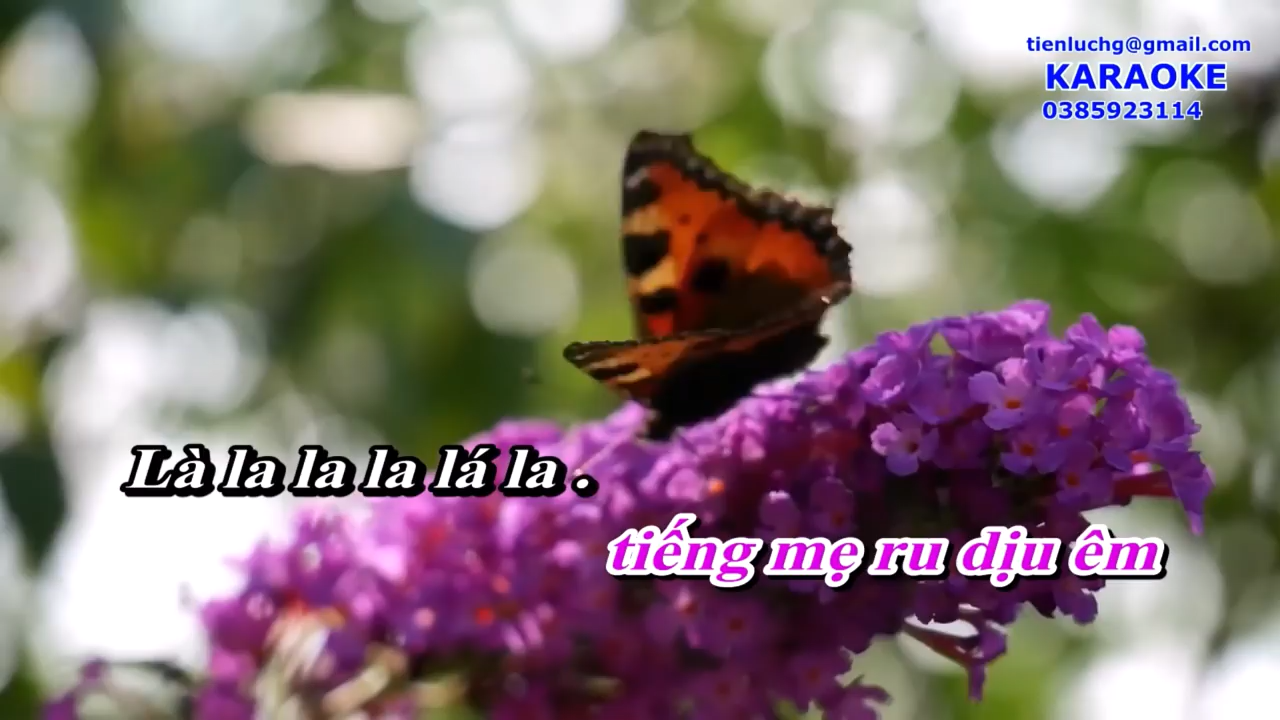 tienluchg@gmail.com
KARAOKE
0385923114
Là la la la lá la .
tiếng mẹ ru dịu êm